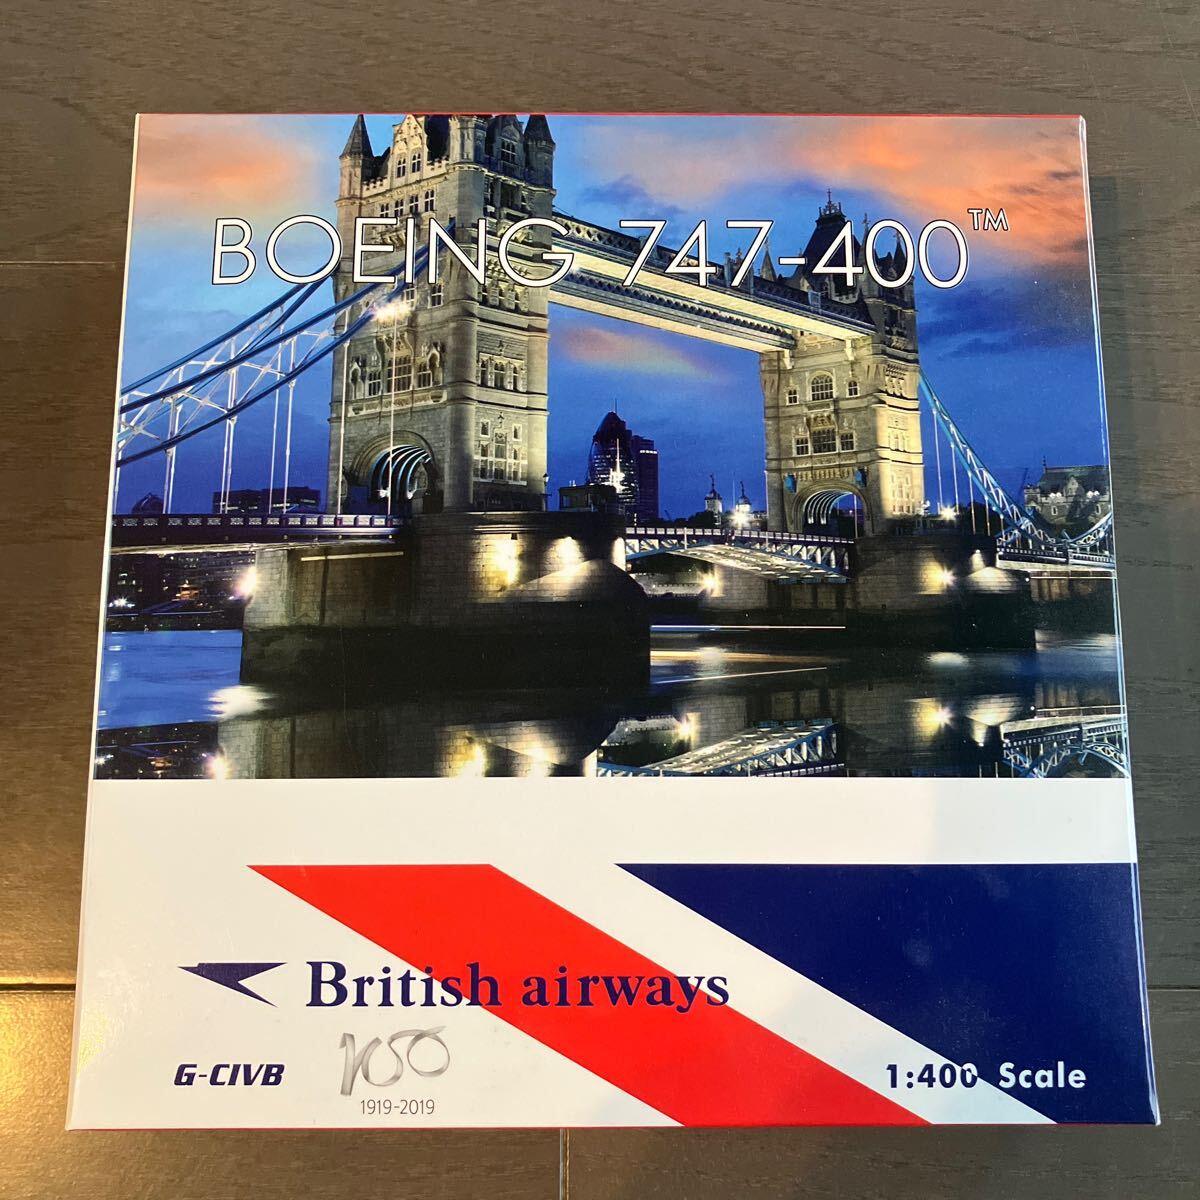 BOEING 747-400™
British airways
G-CIVB
100
1919-2019
1:400 Scale